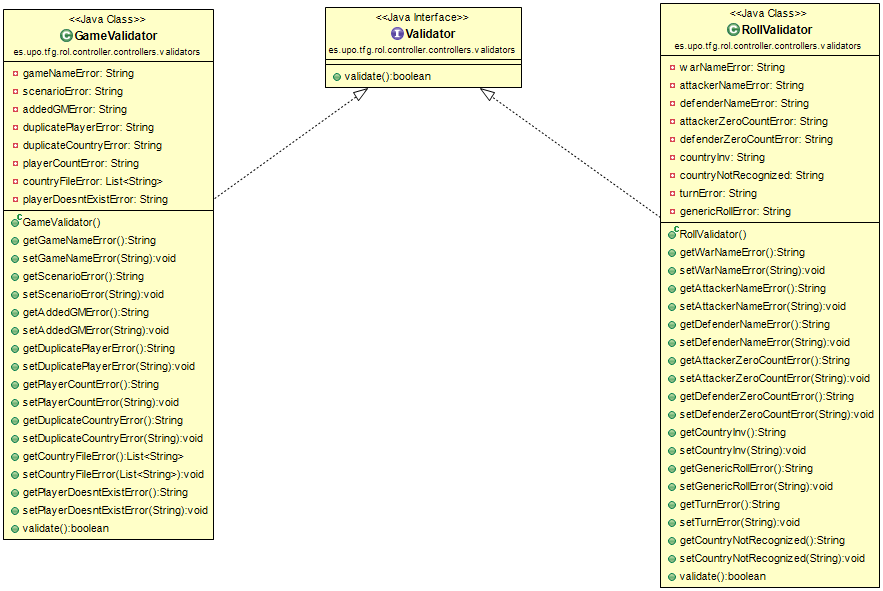 <<Java Class>>
C GameValidator
es.upo.tfg.rol.controller.controllers.validators
gameNameError: String
scenarioError: String
addedGMError: String
duplicatePlayerError: String
duplicateCountryError: String
playerCountError: String
countryFileError: List<String>
playerDoesntExistError: String
C GameValidator()
getGameNameError():String
setGameNameError(String):void
getScenarioError():String
setScenarioError(String):void
getAddedGMError():String
setAddedGMError(String):void
getDuplicatePlayerError():String
setDuplicatePlayerError(String):void
getPlayerCountError():String
setPlayerCountError(String):void
getDuplicateCountryError():String
setDuplicateCountryError(String):void
getCountryFileError():List<String>
setCountryFileError(List<String>):void
getPlayerDoesntExistError():String
setPlayerDoesntExistError(String):void
validate():boolean
<<Java Interface>>
I Validator
es.upo.tfg.rol.controller.controllers.validators
validate():boolean
<<Java Class>>
C RollValidator
es.upo.tfg.rol.controller.controllers.validators
warNameError: String
attackerNameError: String
defenderNameError: String
attackerZeroCountError: String
defenderZeroCountError: String
countryInv: String
countryNotRecognized: String
turnError: String
genericRollError: String
C RollValidator()
getWarNameError():String
setWarNameError(String):void
getAttackerNameError():String
setAttackerNameError(String):void
getDefenderNameError():String
setDefenderNameError(String):void
getAttackerZeroCountError():String
setAttackerZeroCountError(String):void
getDefenderZeroCountError():String
setDefenderZeroCountError(String):void
getCountryInv():String
setCountryInv(String):void
getGenericRollError():String
setGenericRollError(String):void
getTurnError():String
setTurnError(String):void
getCountryNotRecognized():String
setCountryNotRecognized(String):void
validate():boolean